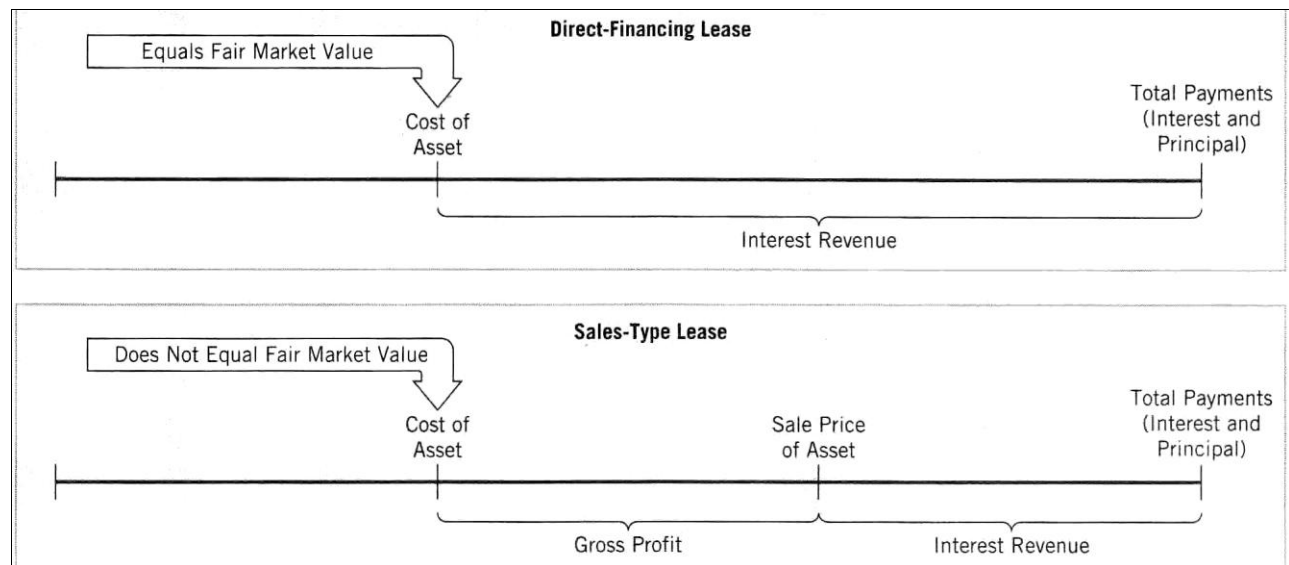 Direct-Financing Lease
Equals Fair Market Value
Cost of
Asset
Total Payments
(Interest and
Principal)
Interest Revenue
Sales-Type Lease
Does Not Equal Fair Market Value
Cost of
Asset
Sale Price
of Asset
Total Payments
(Interest and
Principal)
Gross Profit
Interest Revenue